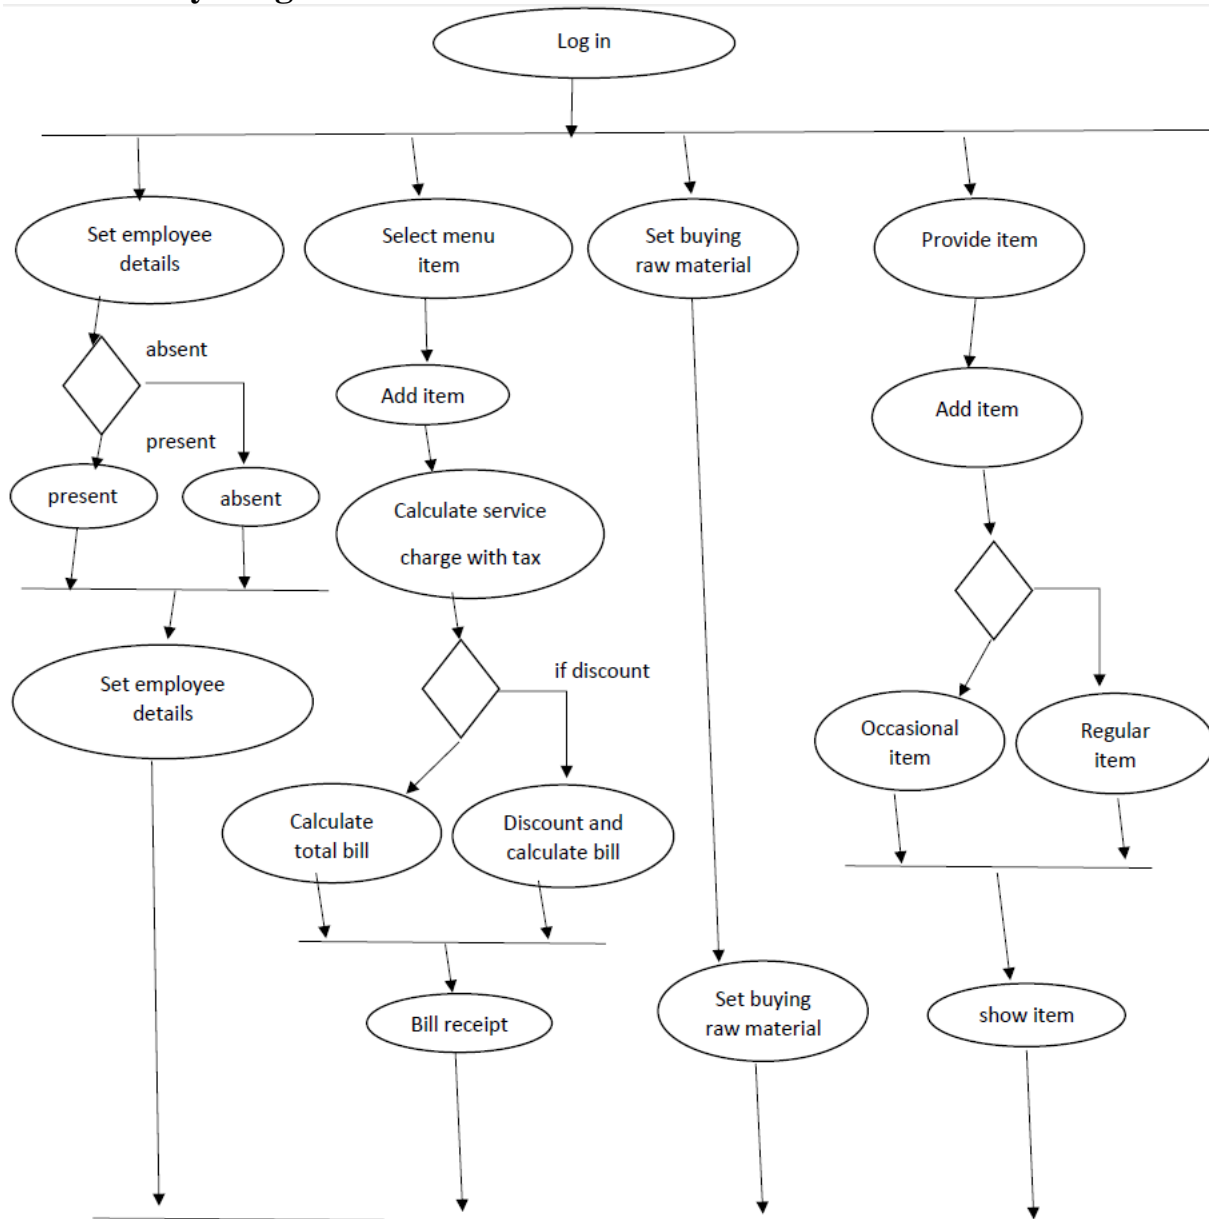 Log in
Set employee
details
Select menu
item
Set buying
raw material
Provide item
absent
Add item
Add item
present
present
absent
Calculate service
charge with tax
Set employee
details
if discount
Occasional
item
Regular
item
Calculate
total bill
Discount and
calculate bill
Set buying
raw material
Bill receipt
show item